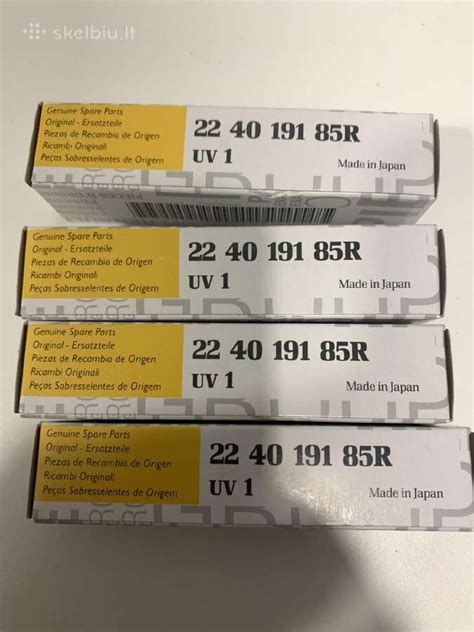 skelbiu.lt
Genuine Spare Parts
Original - Ersatzteile
Piezas de Recambio de Origen
Ricambi Originali
Peças Sobresselentes de Origem
22 40 191 85R
UV 1
Made in Japan
Genuine Spare Parts
Original - Ersatzteile
Piezas de Recambio de Origen
Ricambi Originali
Peças Sobresselentes de Origem
22 40 191 85R
UV 1
Made in Japan
Genuine Spare Parts
Original - Ersatzteile
Piezas de Recambio de Origen
Ricambi Originali
Peças Sobresselentes de Origem
22 40 191 85R
UV 1
Made in Japan
Genuine Spare Parts
Original - Ersatzteile
Piezas de Recambio de Origen
Ricambi Originali
Peças Sobresselentes de Origem
22 40 191 85R
UV 1
Made in Japan